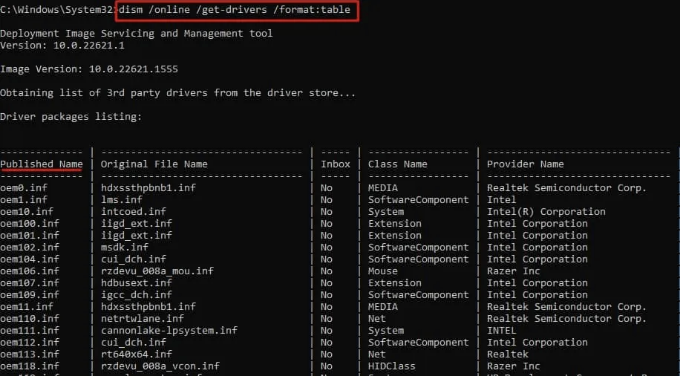 C:\Windows\System32>dism /online /get-drivers /format:table
Deployment Image Servicing and Management tool
Version: 10.0.22621.1
Image Version: 10.0.22621.1555
Obtaining list of 3rd party drivers from the driver store...
Driver packages listing:
-------------- | ---------------------------- | ----- | ----------------- | -----------------------------
Published Name | Original File Name | Inbox | Class Name | Provider Name
-------------- | ---------------------------- | ----- | ----------------- | -----------------------------
oem0.inf | hdxssthpbnb1.inf | No | MEDIA | Realtek Semiconductor Corp.
oem1.inf | lms.inf | No | SoftwareComponent | Intel
oem10.inf | intcoed.inf | No | System | Intel(R) Corporation
oem100.inf | iigd_ext.inf | No | Extension | Intel Corporation
oem101.inf | iigd_ext.inf | No | Extension | Intel Corporation
oem102.inf | msdk.inf | No | SoftwareComponent | Intel Corporation
oem104.inf | cui_dch.inf | No | SoftwareComponent | Intel Corporation
oem106.inf | rzdevu_008a_mou.inf | No | Mouse | Razer Inc
oem107.inf | hdbusext.inf | No | Extension | Intel Corporation
oem109.inf | igcc_dch.inf | No | SoftwareComponent | Intel Corporation
oem11.inf | hdxssthpbnb1.inf | No | MEDIA | Realtek Semiconductor Corp.
oem110.inf | netrtwlane.inf | No | Net | Realtek Semiconductor Corp.
oem111.inf | cannonlake-lpsystem.inf | No | System | INTEL
oem112.inf | cui_dch.inf | No | SoftwareComponent | Intel Corporation
oem113.inf | rt640x64.inf | No | Net | Realtek
oem118.inf | rzdevu_008a_vcon.inf | No | HIDClass | Razer Inc